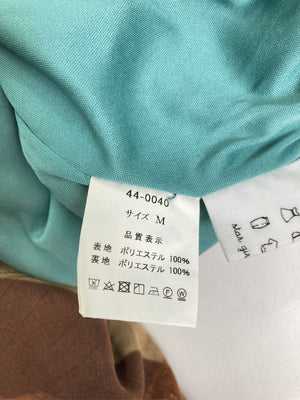 44-0040
サイズ M
品質表示
表地 ポリエステル 100%
裏地 ポリエステル 100%
star